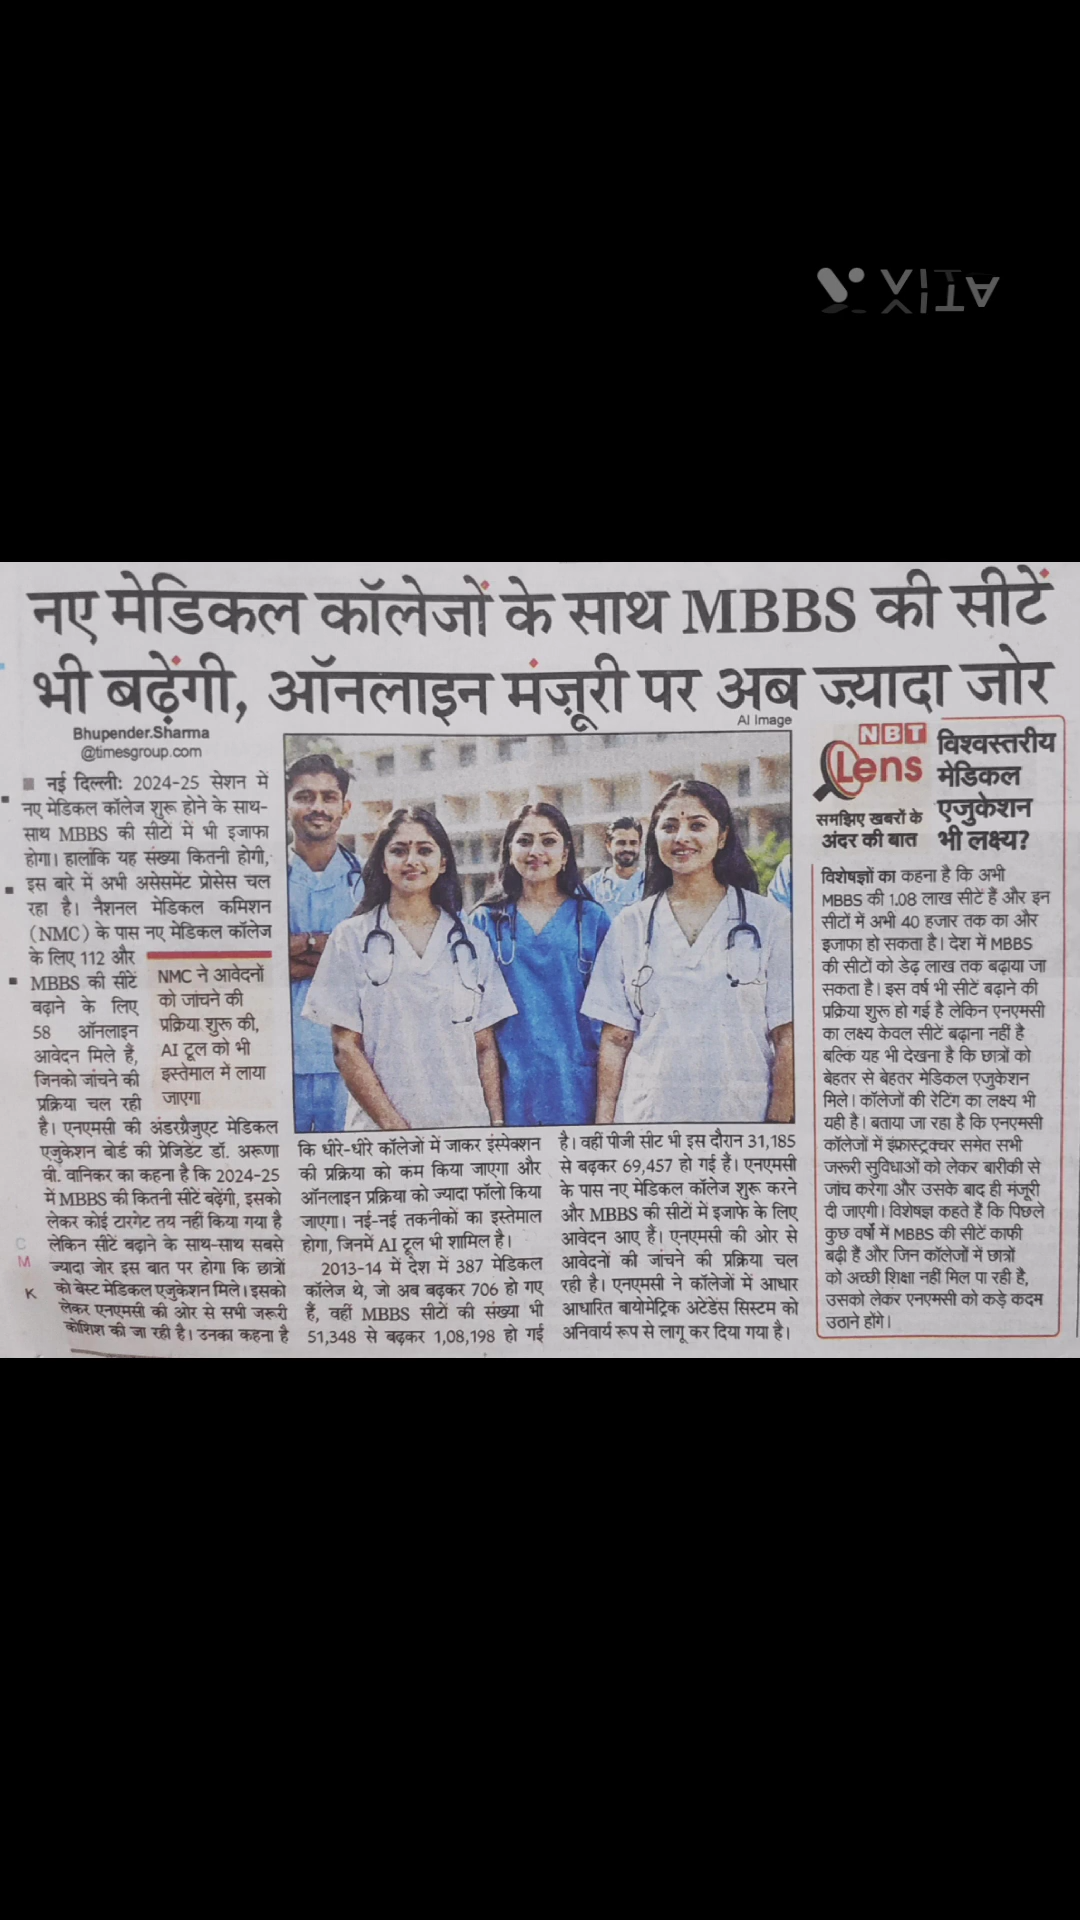 VITA
नए मेडिकल कॉलेजों के साथ MBBS की सीटें
भी बढ़ेंगी, ऑनलाइन मंज़ूरी पर अब ज़्यादा जोर
Bhupender.Sharma
@timesgroup.com
नई दिल्ली: 2024-25 सेशन में
नए मेडिकल कॉलेज शुरू होने के साथ-
साथ MBBS की सीटों में भी इजाफा
होगा। हालांकि यह संख्या कितनी होगी,
इस बारे में अभी असेसमेंट प्रोसेस चल
रहा है। नैशनल मेडिकल कमिशन
(NMC) के पास नए मेडिकल कॉलेज
के लिए 112 और
MBBS की सीटें
बढ़ाने के लिए
58 ऑनलाइन
आवेदन मिले हैं,
जिनको जांचने की
प्रक्रिया चल रही
है। एनएमसी की अंडरग्रैजुएट मेडिकल
एजुकेशन बोर्ड की प्रेजिडेंट डॉ. अरूणा
वी. वानिकर का कहना है कि 2024-25
में MBBS की कितनी सीटें बढ़ेंगी, इसको
लेकर कोई टारगेट तय नहीं किया गया है
लेकिन सीटें बढ़ाने के साथ-साथ सबसे
ज्यादा जोर इस बात पर होगा कि छात्रों
को बेस्ट मेडिकल एजुकेशन मिले। इसको
लेकर एनएमसी की ओर से सभी जरूरी
कोशिश की जा रही है। उनका कहना है
NMC ने आवेदनों
को जांचने की
प्रक्रिया शुरू की,
AI टूल को भी
इस्तेमाल में लाया
जाएगा
AI Image
कि धीरे-धीरे कॉलेजों में जाकर इंस्पेक्शन
की प्रक्रिया को कम किया जाएगा और
ऑनलाइन प्रक्रिया को ज्यादा फॉलो किया
जाएगा। नई-नई तकनीकों का इस्तेमाल
होगा, जिनमें AI टूल भी शामिल है।
2013-14 में देश में 387 मेडिकल
कॉलेज थे, जो अब बढ़कर 706 हो गए
हैं, वहीं MBBS सीटों की संख्या भी
51,348 से बढ़कर 1,08,198 हो गई
है। वहीं पीजी सीट भी इस दौरान 31,185
से बढ़कर 69,457 हो गई हैं। एनएमसी
के पास नए मेडिकल कॉलेज शुरू करने
और MBBS की सीटों में इजाफे के लिए
आवेदन आए हैं। एनएमसी की ओर से
आवेदनों की जांचने की प्रक्रिया चल
रही है। एनएमसी ने कॉलेजों में आधार
आधारित बायोमेट्रिक अटेंडेंस सिस्टम को
अनिवार्य रूप से लागू कर दिया गया है।
NBT
Lens
समझिए खबरों के
अंदर की बात
विश्वस्तरीय
मेडिकल
एजुकेशन
भी लक्ष्य?
विशेषज्ञों का कहना है कि अभी
MBBS की 1.08 लाख सीटें हैं और इन
सीटों में अभी 40 हजार तक का और
इजाफा हो सकता है। देश में MBBS
की सीटों को डेढ़ लाख तक बढ़ाया जा
सकता है। इस वर्ष भी सीटें बढ़ाने की
प्रक्रिया शुरू हो गई है लेकिन एनएमसी
का लक्ष्य केवल सीटें बढ़ाना नहीं है
बल्कि यह भी देखना है कि छात्रों को
बेहतर से बेहतर मेडिकल एजुकेशन
मिले। कॉलेजों की रेटिंग का लक्ष्य भी
यही है। बताया जा रहा है कि एनएमसी
कॉलेजों में इंफ्रास्ट्रक्चर समेत सभी
जरूरी सुविधाओं को लेकर बारीकी से
जांच करेगा और उसके बाद ही मंजूरी
दी जाएगी। विशेषज्ञ कहते हैं कि पिछले
कुछ वर्षों में MBBS की सीटें काफी
बढ़ी हैं और जिन कॉलेजों में छात्रों
को अच्छी शिक्षा नहीं मिल पा रही है,
उसको लेकर एनएमसी को कड़े कदम
उठाने होंगे।
C
M
K